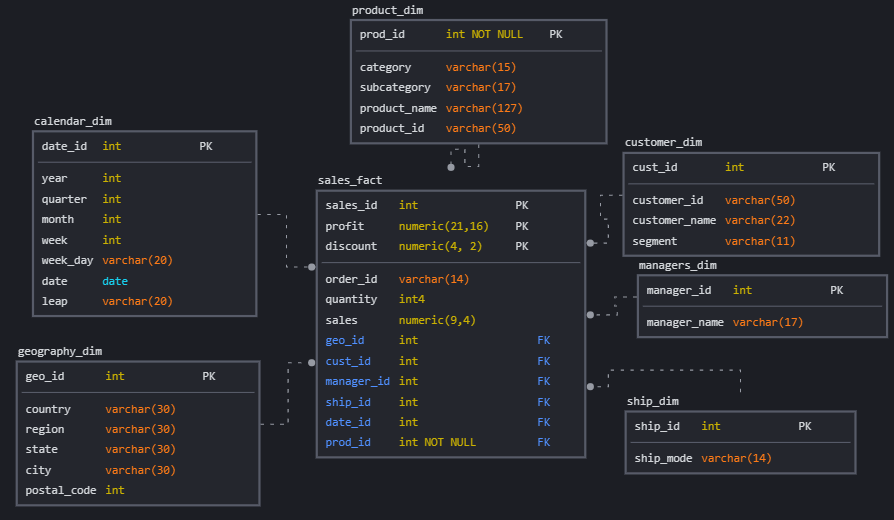 product_dim
prod_id int NOT NULL PK
category varchar(15)
subcategory varchar(17)
product_name varchar(127)
product_id varchar(50)
calendar_dim
date_id int PK
year int
quarter int
month int
week int
week_day varchar(20)
date date
leap varchar(20)
sales_fact
sales_id int PK
profit numeric(21,16) PK
discount numeric(4, 2) PK
order_id varchar(14)
quantity int4
sales numeric(9,4)
geo_id int FK
cust_id int FK
manager_id int FK
ship_id int FK
date_id int FK
prod_id int NOT NULL FK
customer_dim
cust_id int PK
customer_id varchar(50)
customer_name varchar(22)
segment varchar(11)
managers_dim
manager_id int PK
manager_name varchar(17)
geography_dim
geo_id int PK
country varchar(30)
region varchar(30)
state varchar(30)
city varchar(30)
postal_code int
ship_dim
ship_id int PK
ship_mode varchar(14)